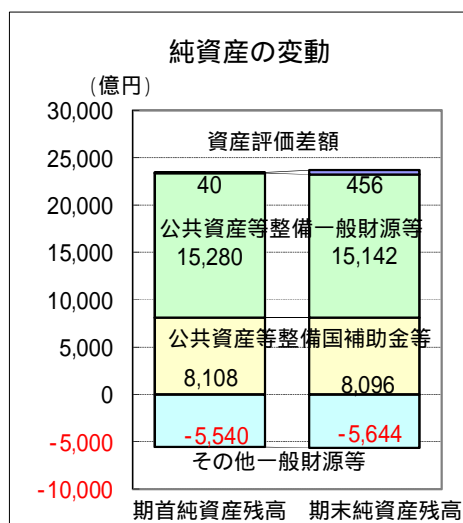 純資産の変動
(億円)
30,000
資産評価差額
25,000
40 456
20,000
公共資産等整備一般財源等
15,280 15,142
15,000
10,000
公共資産等整備国補助金等
5,000
8,108 8,096
0
-5,540 -5,644
-5,000
その他一般財源等
-10,000
期首純資産残高 期末純資産残高